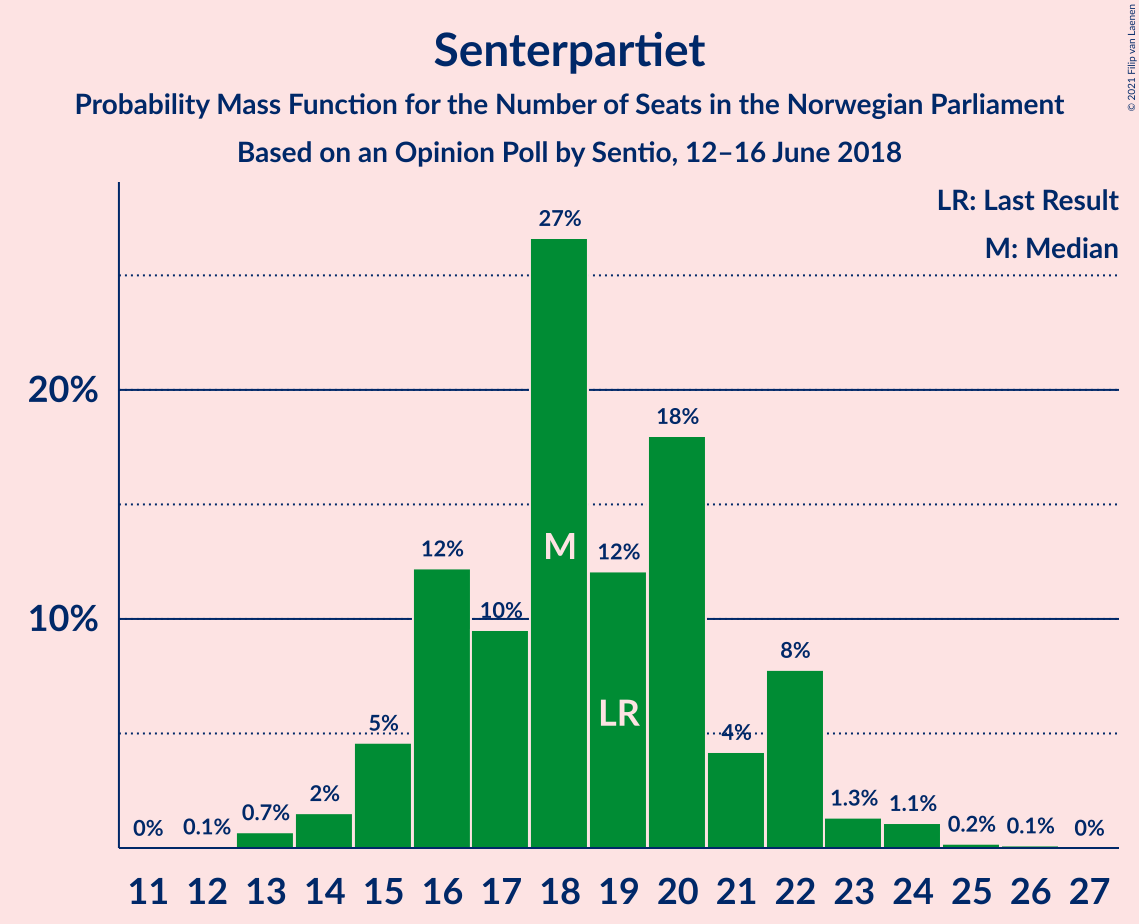 Senterpartiet
Probability Mass Function for the Number of Seats in the Norwegian Parliament
Based on an Opinion Poll by Sentio, 12–16 June 2018
© 2021 Filip van Laenen
LR: Last Result
M: Median
20%
10%
0%
0.1%
0.7%
2%
5%
12%
10%
27%
12%
18%
4%
8%
1.3%
1.1%
0.2%
0.1%
0%
M
LR
11 12 13 14 15 16 17 18 19 20 21 22 23 24 25 26 27